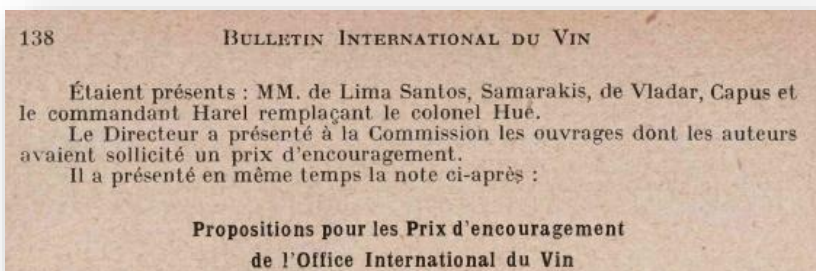 138 BULLETIN INTERNATIONAL DU VIN
Étaient présents : MM. de Lima Santos, Samarakis, de Vladar, Capus et
le commandant Harel remplaçant le colonel Hué.
Le Directeur a présenté à la Commission les ouvrages dont les auteurs
avaient sollicité un prix d'encouragement.
Il a présenté en même temps la note ci-après :
Propositions pour les Prix d'encouragement
de l'Office International du Vin